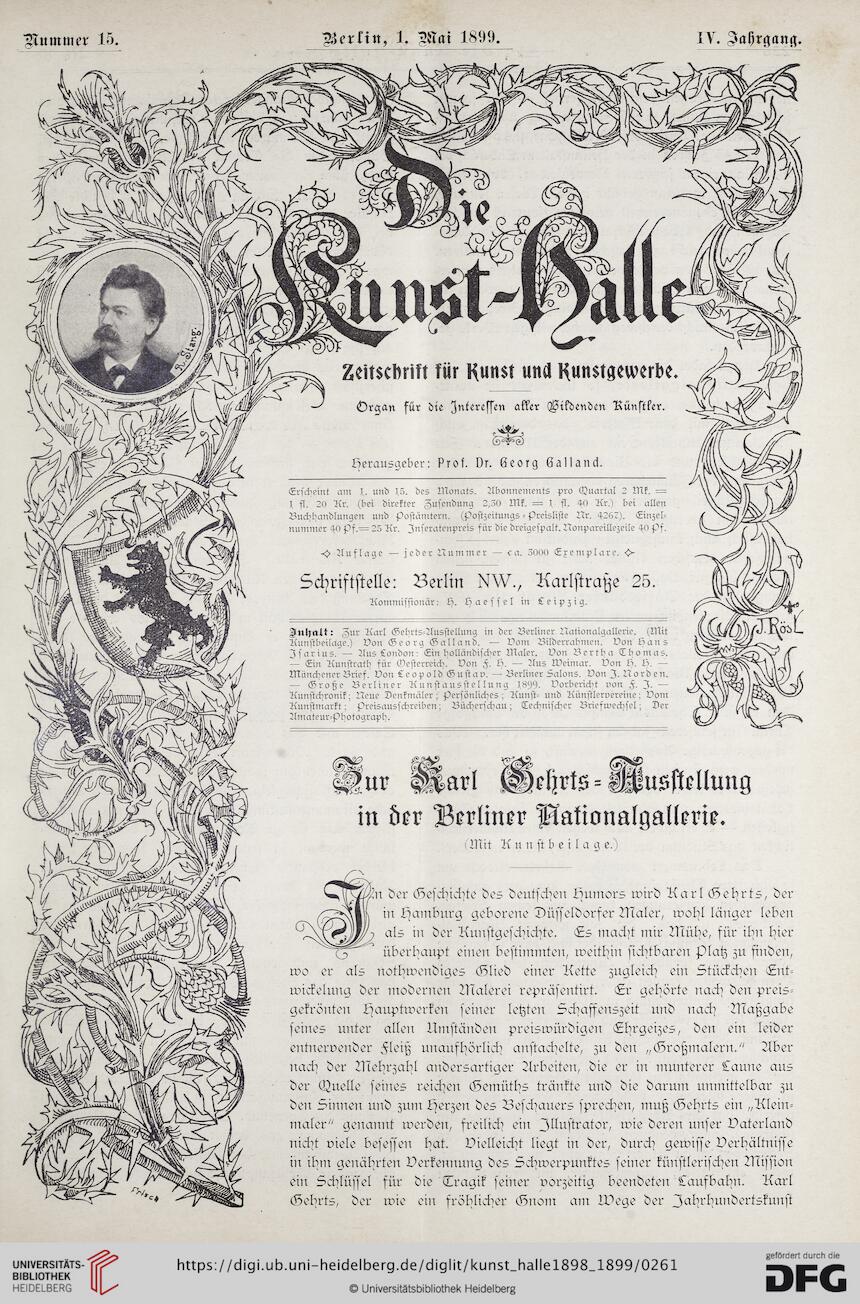 Nummer 15. Berlin, 1. Mai 1899. IV. Jahrgang.
Die
Kunst-Halle
R. Stang.
Zeitschrift für Kunst und Kunstgewerbe.
Organ für die Interessen aller Bildenden Künstler.
Herausgeber: Prof. Dr. Georg Galland.
Erscheint am 1. und 15. des Monats. Abonnements pro Quartal 2 Mk. =
1 fl. 20 Kr. (bei direkter Zusendung 2,50 Mk. = 1 fl. 40 Kr.) bei allen
Buchhandlungen und Postämtern. (Postzeitungs-Preisliste Nr. 4267). Einzel-
nummer 40 Pf. = 25 Kr. Inseratenpreis für die dreigespalt. Nonpareillezeile 40 Pf.
Auflage — jeder Nummer — ca. 3000 Exemplare.
Schriftstelle: Berlin NW., Karlstraße 25.
Kommissionär: H. Haessel in Leipzig.
J. Rösl
Inhalt: Zur Karl Gehrts-Ausstellung in der Berliner Nationalgallerie. (Mit
Kunstbeilage.) Von Georg Galland. — Vom Bilderrahmen. Von Hans
Isarius. — Aus London: Ein holländischer Maler. Von Bertha Thomas.
— Ein Kunstrath für Oesterreich. Von F. H. — Aus Weimar. Von H. H. —
Münchener Brief. Von Leopold Gustav. — Berliner Salons. Von J. Norden.
— Große Berliner Kunstausstellung 1899. Vorbericht von F. J. —
Kunstchronik: Neue Denkmäler; Persönliches; Kunst- und Künstlervereine; Vom
Kunstmarkt; Preisausschreiben; Bücherschau; Technischer Briefwechsel; Der
Amateur-Photograph.
Zur Karl Gehrts-Ausstellung
in der Berliner Nationalgallerie.
(Mit Kunstbeilage.)
In der Geschichte des deutschen Humors wird Karl Gehrts, der
in Hamburg geborene Düsseldorfer Maler, wohl länger leben
als in der Kunstgeschichte. Es macht mir Mühe, für ihn hier
überhaupt einen bestimmten, weithin sichtbaren Platz zu finden,
wo er als nothwendiges Glied einer Kette zugleich ein Stückchen Ent-
wickelung der modernen Malerei repräsentirt. Er gehörte nach den preis-
gekrönten Hauptwerken seiner letzten Schaffenszeit und nach Maßgabe
seines unter allen Umständen preiswürdigen Ehrgeizes, den ein leider
entnervender Fleiß unaufhörlich anstachelte, zu den „Großmalern.“ Aber
nach der Mehrzahl andersartiger Arbeiten, die er in munterer Laune aus
der Quelle seines reichen Gemüths tränkte und die darum unmittelbar zu
den Sinnen und zum Herzen des Beschauers sprechen, muß Gehrts ein „Klein-
maler“ genannt werden, freilich ein Illustrator, wie deren unser Vaterland
nicht viele besessen hat. Vielleicht liegt in der, durch gewisse Verhältnisse
in ihm genährten Verkennung des Schwerpunktes seiner künstlerischen Mission
ein Schlüssel für die Tragik seiner vorzeitig beendeten Laufbahn. Karl
Gehrts, der wie ein fröhlicher Gnom am Wege der Jahrhundertskunst
Frisch
UNIVERSITÄTS-
BIBLIOTHEK
HEIDELBERG
https://digi.ub.uni-heidelberg.de/diglit/kunst_halle1898_1899/0261
© Universitätsbibliothek Heidelberg
gefördert durch die
DFG